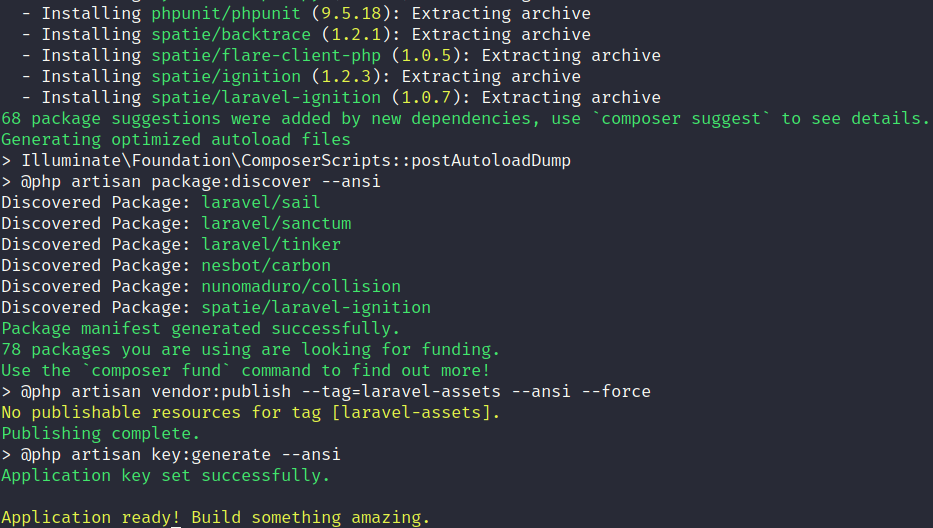 - Installing phpunit/phpunit (9.5.18): Extracting archive
- Installing spatie/backtrace (1.2.1): Extracting archive
- Installing spatie/flare-client-php (1.0.5): Extracting archive
- Installing spatie/ignition (1.2.3): Extracting archive
- Installing spatie/laravel-ignition (1.0.7): Extracting archive
68 package suggestions were added by new dependencies, use `composer suggest` to see details.
Generating optimized autoload files
> Illuminate\Foundation\ComposerScripts::postAutoloadDump
> @php artisan package:discover --ansi
Discovered Package: laravel/sail
Discovered Package: laravel/sanctum
Discovered Package: laravel/tinker
Discovered Package: nesbot/carbon
Discovered Package: nunomaduro/collision
Discovered Package: spatie/laravel-ignition
Package manifest generated successfully.
78 packages you are using are looking for funding.
Use the `composer fund` command to find out more!
> @php artisan vendor:publish --tag=laravel-assets --ansi --force
No publishable resources for tag [laravel-assets].
Publishing complete.
> @php artisan key:generate --ansi
Application key set successfully.
Application ready! Build something amazing.